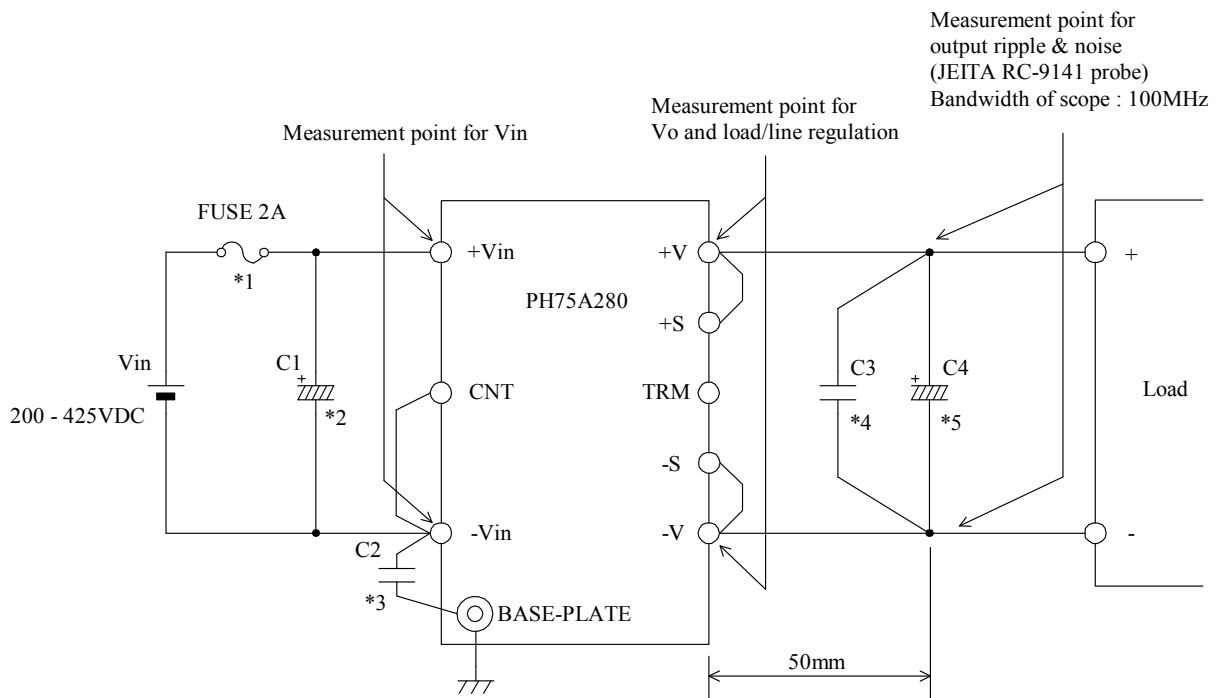 Measurement point for
output ripple & noise
(JEITA RC-9141 probe)
Bandwidth of scope : 100MHz
Measurement point for
Vo and load/line regulation
Measurement point for Vin
FUSE 2A
*1
+Vin
+V
PH75A280
+S
Vin
200 - 425VDC
C1
+
*2
CNT
TRM
C3
*4
C4
+
*5
+
Load
-
-S
-Vin
-V
C2
*3
BASE-PLATE
50mm